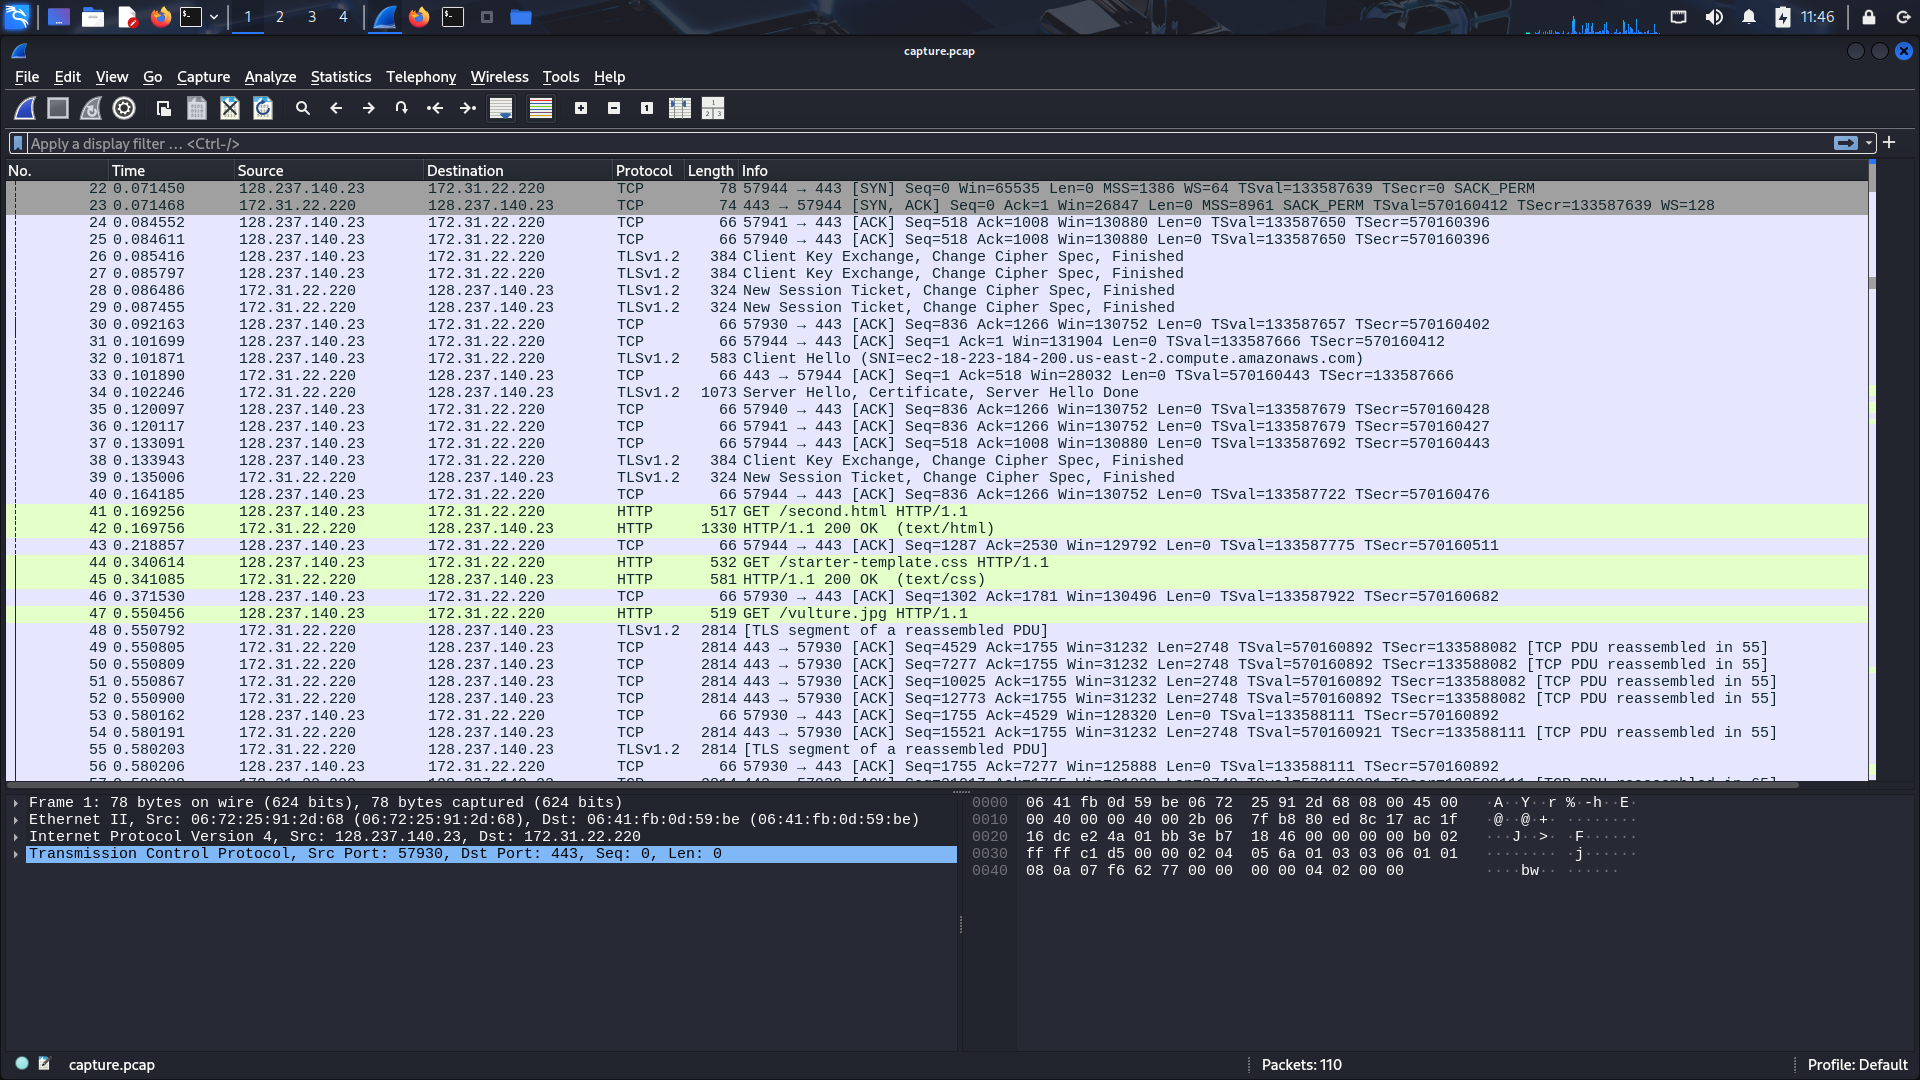 1 2 3 4 11:46
capture.pcap
File Edit View Go Capture Analyze Statistics Telephony Wireless Tools Help
Apply a display filter … <Ctrl-/>
No. Time Source Destination Protocol Length Info
22 0.071450 128.237.140.23 172.31.22.220 TCP 78 57944 → 443 [SYN] Seq=0 Win=65535 Len=0 MSS=1386 WS=64 TSval=133587639 TSecr=0 SACK_PERM
23 0.071468 172.31.22.220 128.237.140.23 TCP 74 443 → 57944 [SYN, ACK] Seq=0 Ack=1 Win=26847 Len=0 MSS=8961 SACK_PERM TSval=570160412 TSecr=133587639 WS=128
24 0.084552 128.237.140.23 172.31.22.220 TCP 66 57941 → 443 [ACK] Seq=518 Ack=1008 Win=130880 Len=0 TSval=133587650 TSecr=570160396
25 0.084611 128.237.140.23 172.31.22.220 TCP 66 57940 → 443 [ACK] Seq=518 Ack=1008 Win=130880 Len=0 TSval=133587650 TSecr=570160396
26 0.085416 128.237.140.23 172.31.22.220 TLSv1.2 384 Client Key Exchange, Change Cipher Spec, Finished
27 0.085797 128.237.140.23 172.31.22.220 TLSv1.2 384 Client Key Exchange, Change Cipher Spec, Finished
28 0.086486 172.31.22.220 128.237.140.23 TLSv1.2 324 New Session Ticket, Change Cipher Spec, Finished
29 0.087455 172.31.22.220 128.237.140.23 TLSv1.2 324 New Session Ticket, Change Cipher Spec, Finished
30 0.092163 128.237.140.23 172.31.22.220 TCP 66 57930 → 443 [ACK] Seq=836 Ack=1266 Win=130752 Len=0 TSval=133587657 TSecr=570160402
31 0.101699 128.237.140.23 172.31.22.220 TCP 66 57944 → 443 [ACK] Seq=1 Ack=1 Win=131904 Len=0 TSval=133587666 TSecr=570160412
32 0.101871 128.237.140.23 172.31.22.220 TLSv1.2 583 Client Hello (SNI=ec2-18-223-184-200.us-east-2.compute.amazonaws.com)
33 0.101890 172.31.22.220 128.237.140.23 TCP 66 443 → 57944 [ACK] Seq=1 Ack=518 Win=28032 Len=0 TSval=570160443 TSecr=133587666
34 0.102246 172.31.22.220 128.237.140.23 TLSv1.2 1073 Server Hello, Certificate, Server Hello Done
35 0.120097 128.237.140.23 172.31.22.220 TCP 66 57940 → 443 [ACK] Seq=836 Ack=1266 Win=130752 Len=0 TSval=133587679 TSecr=570160428
36 0.120117 128.237.140.23 172.31.22.220 TCP 66 57941 → 443 [ACK] Seq=836 Ack=1266 Win=130752 Len=0 TSval=133587679 TSecr=570160427
37 0.133091 128.237.140.23 172.31.22.220 TCP 66 57944 → 443 [ACK] Seq=518 Ack=1008 Win=130880 Len=0 TSval=133587692 TSecr=570160443
38 0.133943 128.237.140.23 172.31.22.220 TLSv1.2 384 Client Key Exchange, Change Cipher Spec, Finished
39 0.135006 172.31.22.220 128.237.140.23 TLSv1.2 324 New Session Ticket, Change Cipher Spec, Finished
40 0.164185 128.237.140.23 172.31.22.220 TCP 66 57944 → 443 [ACK] Seq=836 Ack=1266 Win=130752 Len=0 TSval=133587722 TSecr=570160476
41 0.169256 128.237.140.23 172.31.22.220 HTTP 517 GET /second.html HTTP/1.1
42 0.169756 172.31.22.220 128.237.140.23 HTTP 1330 HTTP/1.1 200 OK (text/html)
43 0.218857 128.237.140.23 172.31.22.220 TCP 66 57944 → 443 [ACK] Seq=1287 Ack=2530 Win=129792 Len=0 TSval=133587775 TSecr=570160511
44 0.340614 128.237.140.23 172.31.22.220 HTTP 532 GET /starter-template.css HTTP/1.1
45 0.341085 172.31.22.220 128.237.140.23 HTTP 581 HTTP/1.1 200 OK (text/css)
46 0.371530 128.237.140.23 172.31.22.220 TCP 66 57930 → 443 [ACK] Seq=1302 Ack=1781 Win=130496 Len=0 TSval=133587922 TSecr=570160682
47 0.550456 128.237.140.23 172.31.22.220 HTTP 519 GET /vulture.jpg HTTP/1.1
48 0.550792 172.31.22.220 128.237.140.23 TLSv1.2 2814 [TLS segment of a reassembled PDU]
49 0.550805 172.31.22.220 128.237.140.23 TCP 2814 443 → 57930 [ACK] Seq=4529 Ack=1755 Win=31232 Len=2748 TSval=570160892 TSecr=133588082 [TCP PDU reassembled in 55]
50 0.550809 172.31.22.220 128.237.140.23 TCP 2814 443 → 57930 [ACK] Seq=7277 Ack=1755 Win=31232 Len=2748 TSval=570160892 TSecr=133588082 [TCP PDU reassembled in 55]
51 0.550867 172.31.22.220 128.237.140.23 TCP 2814 443 → 57930 [ACK] Seq=10025 Ack=1755 Win=31232 Len=2748 TSval=570160892 TSecr=133588082 [TCP PDU reassembled in 55]
52 0.550900 172.31.22.220 128.237.140.23 TCP 2814 443 → 57930 [ACK] Seq=12773 Ack=1755 Win=31232 Len=2748 TSval=570160892 TSecr=133588082 [TCP PDU reassembled in 55]
53 0.580162 128.237.140.23 172.31.22.220 TCP 66 57930 → 443 [ACK] Seq=1755 Ack=4529 Win=128320 Len=0 TSval=133588111 TSecr=570160892
54 0.580191 172.31.22.220 128.237.140.23 TCP 2814 443 → 57930 [ACK] Seq=15521 Ack=1755 Win=31232 Len=2748 TSval=570160921 TSecr=133588111 [TCP PDU reassembled in 55]
55 0.580203 172.31.22.220 128.237.140.23 TLSv1.2 2814 [TLS segment of a reassembled PDU]
56 0.580206 128.237.140.23 172.31.22.220 TCP 66 57930 → 443 [ACK] Seq=1755 Ack=7277 Win=125888 Len=0 TSval=133588111 TSecr=570160892
Frame 1: 78 bytes on wire (624 bits), 78 bytes captured (624 bits)
Ethernet II, Src: 06:72:25:91:2d:68 (06:72:25:91:2d:68), Dst: 06:41:fb:0d:59:be (06:41:fb:0d:59:be)
Internet Protocol Version 4, Src: 128.237.140.23, Dst: 172.31.22.220
Transmission Control Protocol, Src Port: 57930, Dst Port: 443, Seq: 0, Len: 0
0000 06 41 fb 0d 59 be 06 72 25 91 2d 68 08 00 45 00 ·A··Y··r %·-h··E·
0010 00 40 00 00 40 00 2b 06 7f b8 80 ed 8c 17 ac 1f ·@··@·+· ········
0020 16 dc e2 4a 01 bb 3e b7 18 46 00 00 00 00 b0 02 ···J··>· ·F······
0030 ff ff c1 d5 00 00 02 04 05 6a 01 03 03 06 01 01 ········ ·j······
0040 08 0a 07 f6 62 77 00 00 00 00 04 02 00 00 ····bw·· ······
capture.pcap Packets: 110 Profile: Default